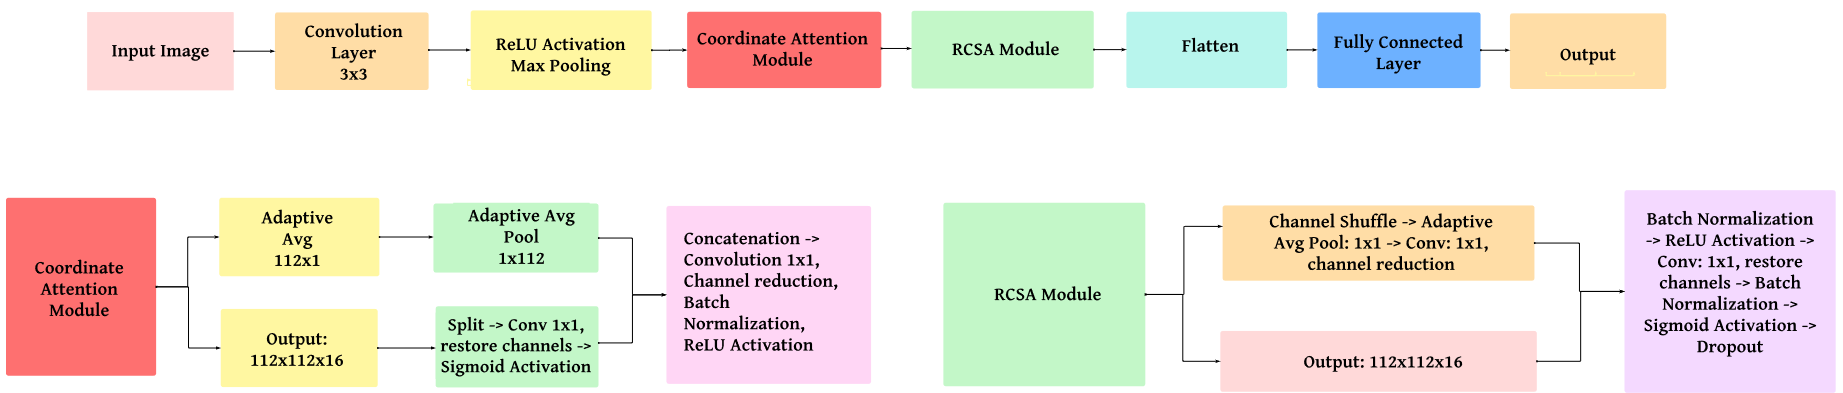 Input Image
Convolution
Layer
3x3
ReLU Activation
Max Pooling
Coordinate Attention
Module
RCSA Module
Flatten
Fully Connected
Layer
Output
Coordinate
Attention
Module
Adaptive
Avg
112x1
Adaptive Avg
Pool
1x112
Output:
112x112x16
Split -> Conv 1x1,
restore channels ->
Sigmoid Activation
Concatenation ->
Convolution 1x1,
Channel reduction,
Batch
Normalization,
ReLU Activation
RCSA Module
Channel Shuffle -> Adaptive
Avg Pool: 1x1 -> Conv: 1x1,
channel reduction
Output: 112x112x16
Batch Normalization
-> ReLU Activation ->
Conv: 1x1, restore
channels -> Batch
Normalization ->
Sigmoid Activation ->
Dropout